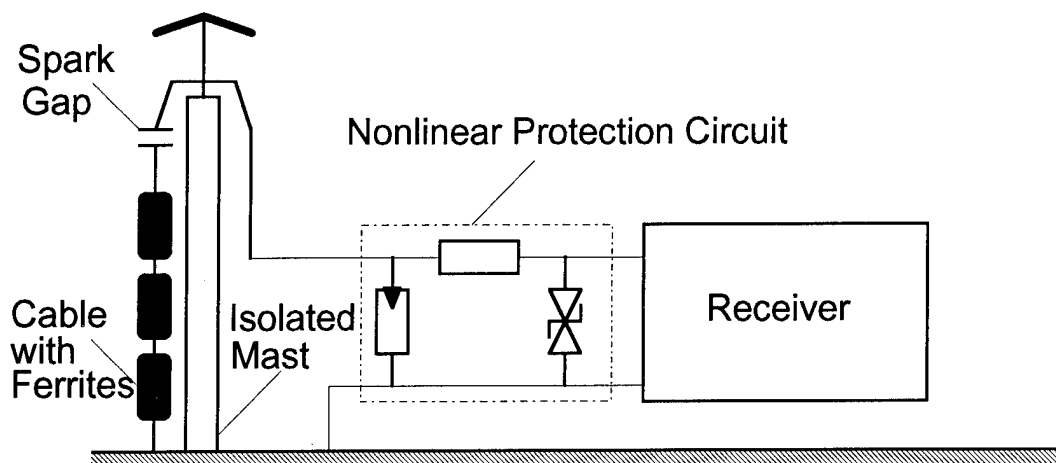 Spark
Gap
Nonlinear Protection Circuit
Receiver
Cable
with
Ferrites
Isolated
Mast